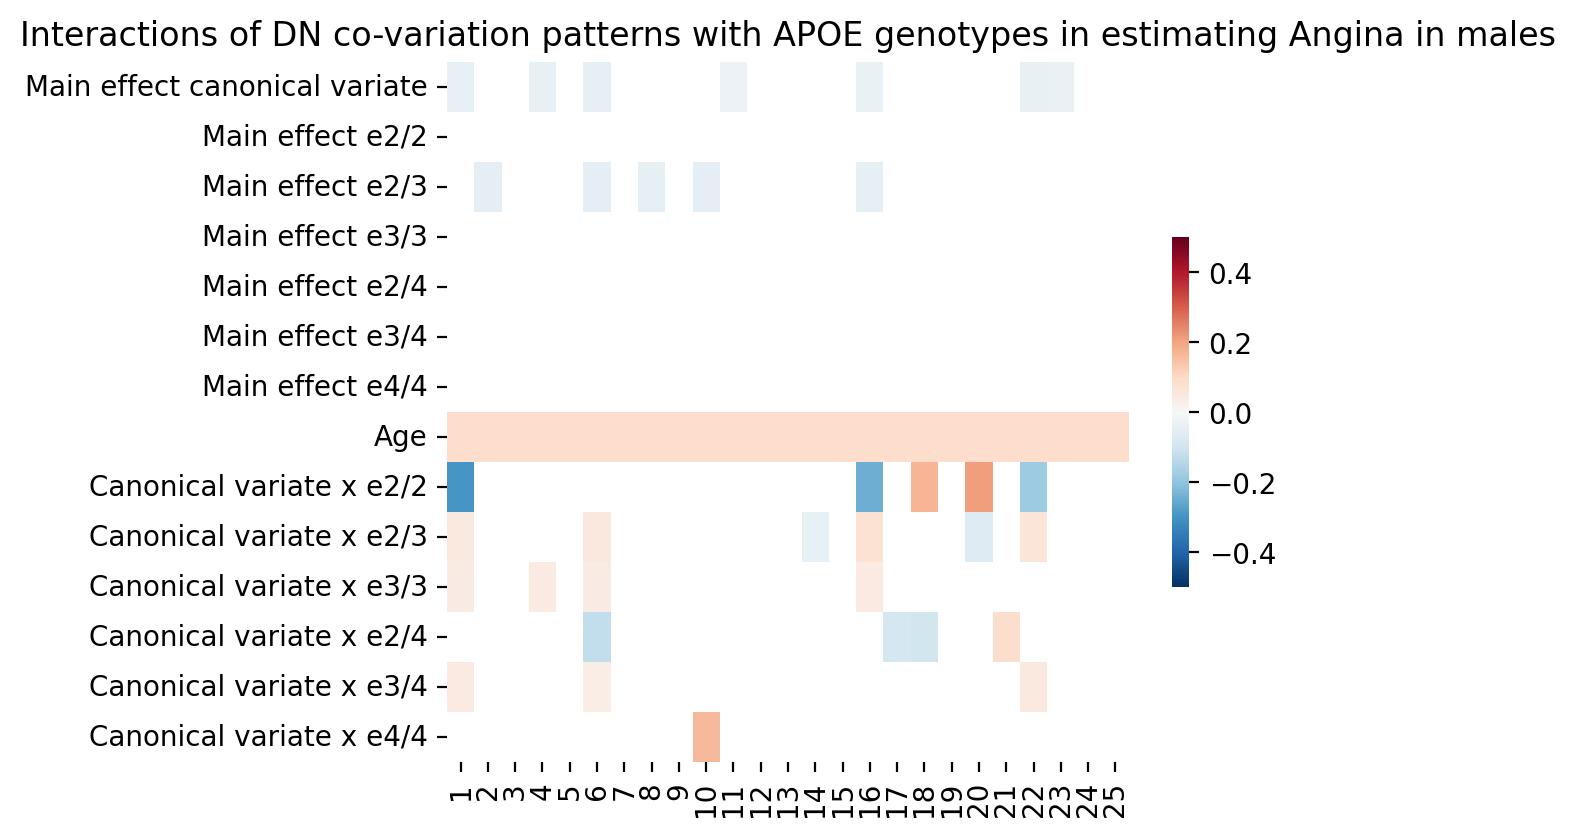 Interactions of DN co-variation patterns with APOE genotypes in estimating Angina in males
Main effect canonical variate
Main effect e2/2
Main effect e2/3
Main effect e3/3
Main effect e2/4
Main effect e3/4
Main effect e4/4
Age
Canonical variate x e2/2
Canonical variate x e2/3
Canonical variate x e3/3
Canonical variate x e2/4
Canonical variate x e3/4
Canonical variate x e4/4
1 2 3 4 5 6 7 8 9 10 11 12 13 14 15 16 17 18 19 20 21 22 23 24 25
0.4
0.2
0.0
−0.2
−0.4